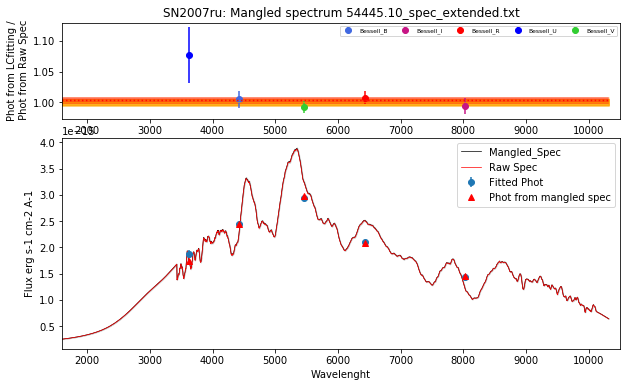 SN2007ru: Mangled spectrum 54445.10_spec_extended.txt
Phot from LCfitting /
Phot from Raw Spec
1.10
1.05
1.00
Bessell_B
Bessell_I
Bessell_R
Bessell_U
Bessell_V
2000 3000 4000 5000 6000 7000 8000 9000 10000
1e−15
Flux erg s-1 cm-2 A-1
4.0
3.5
3.0
2.5
2.0
1.5
1.0
0.5
Mangled_Spec
Raw Spec
Fitted Phot
Phot from mangled spec
2000 3000 4000 5000 6000 7000 8000 9000 10000
Wavelenght